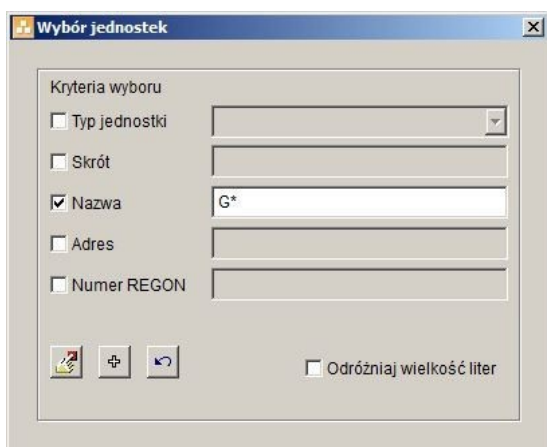 Wybór jednostek
Kryteria wyboru
Typ jednostki
Skrót
Nazwa G*
Adres
Numer REGON
Odróżniaj wielkość liter